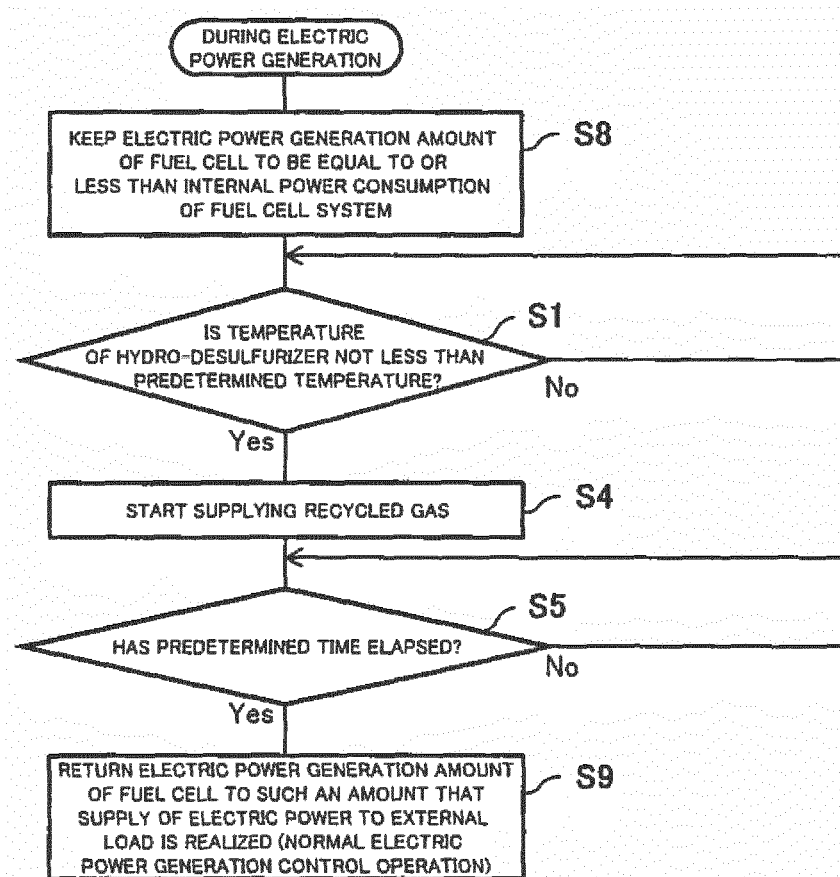 DURING ELECTRIC
POWER GENERATION
KEEP ELECTRIC POWER GENERATION AMOUNT
OF FUEL CELL TO BE EQUAL TO OR
LESS THAN INTERNAL POWER CONSUMPTION
OF FUEL CELL SYSTEM
S8
IS TEMPERATURE
OF HYDRO-DESULFURIZER NOT LESS THAN
PREDETERMINED TEMPERATURE?
S1
No
Yes
START SUPPLYING RECYCLED GAS
S4
HAS PREDETERMINED TIME ELAPSED?
S5
No
Yes
RETURN ELECTRIC POWER GENERATION AMOUNT
OF FUEL CELL TO SUCH AN AMOUNT THAT
SUPPLY OF ELECTRIC POWER TO EXTERNAL
LOAD IS REALIZED (NORMAL ELECTRIC
POWER GENERATION CONTROL OPERATION)
S9